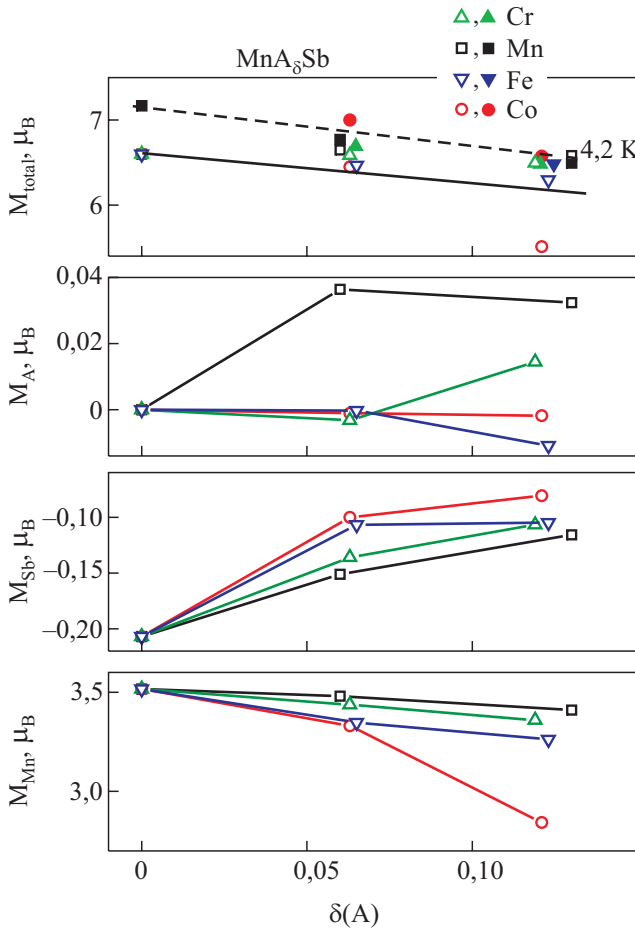 MnA_δSb
, Cr
, Mn
, Fe
, Co
M_total, μ_B
7
6
4,2 K
M_A, μ_B
0,04
0,02
0
M_Sb, μ_B
–0,10
–0,15
–0,20
M_Mn, μ_B
3,5
3,0
0 0,05 0,10
δ(A)